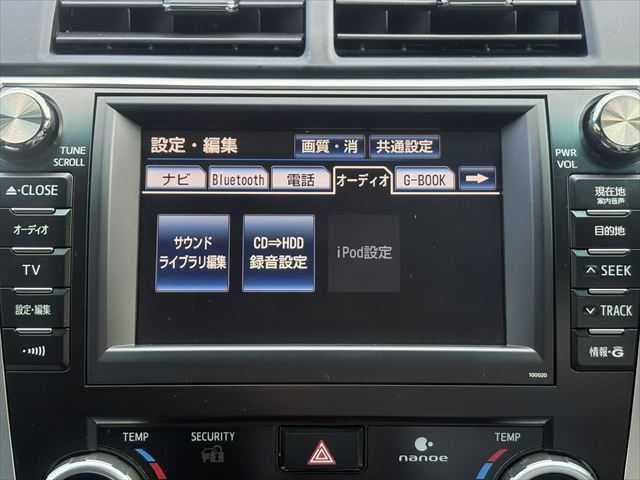 TUNE
SCROLL
PWR
VOL
設定・編集
画質・消
共通設定
ナビ
Bluetooth
電話
オーディオ
G-BOOK
サウンド
ライブラリ編集
CD⇒HDD
録音設定
iPod設定
CLOSE
オーディオ
TV
設定・編集
現在地
案内音声
目的地
SEEK
TRACK
情報・G
100020
TEMP
SECURITY
nanoe
TEMP